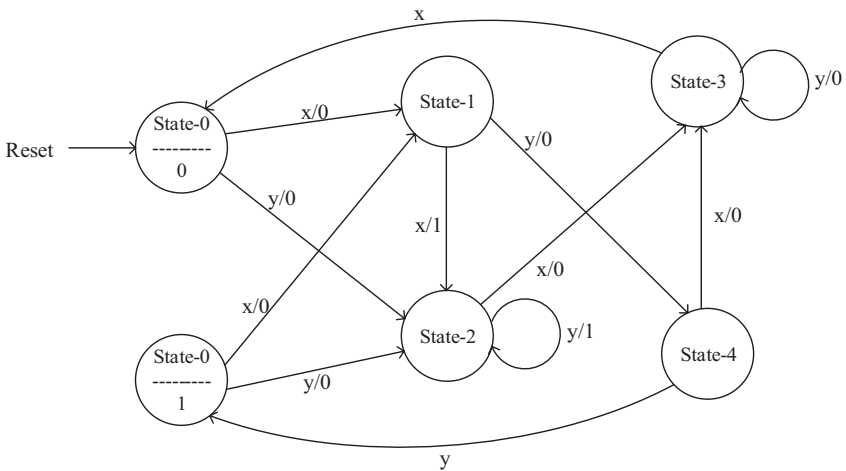 x
State-3
y/0
State-1
State-0
---------
0
x/0
Reset
y/0
y/0
x/1
x/0
x/0
x/0
State-2
y/1
State-4
State-0
---------
1
y/0
y